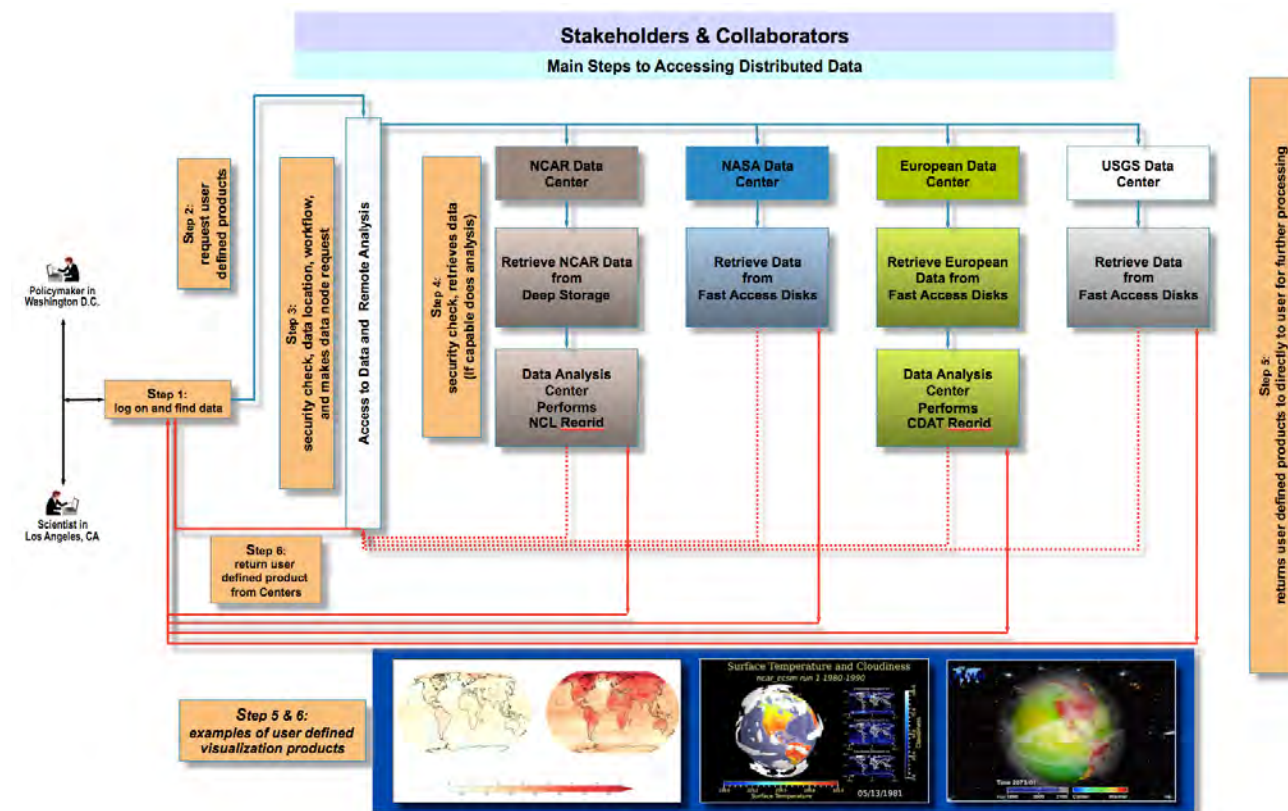 Stakeholders & Collaborators
Main Steps to Accessing Distributed Data
Policymaker in
Washington D.C.
Scientist in
Los Angeles, CA
Step 1:
log on and find data
Step 2:
request user
defined products
Step 3:
security check, data location, workflow,
and makes data node request
Access to Data and Remote Analysis
Step 4:
security check, retrieves data
(If capable does analysis)
NCAR Data
Center
Retrieve NCAR Data
from
Deep Storage
Data Analysis
Center
Performs
NCL Regrid
NASA Data
Center
Retrieve Data
from
Fast Access Disks
European Data
Center
Retrieve European
Data from
Fast Access Disks
Data Analysis
Center
Performs
CDAT Regrid
USGS Data
Center
Retrieve Data
from
Fast Access Disks
Step 5:
returns user defined products to directly to user for further processing
Step 6:
return user
defined product
from Centers
Step 5 & 6:
examples of user defined
visualization products
Surface Temperature and Cloudiness
ncar_ccsm run 1 1980-1990
Cloudiness
Surface Temperature
05/13/1981